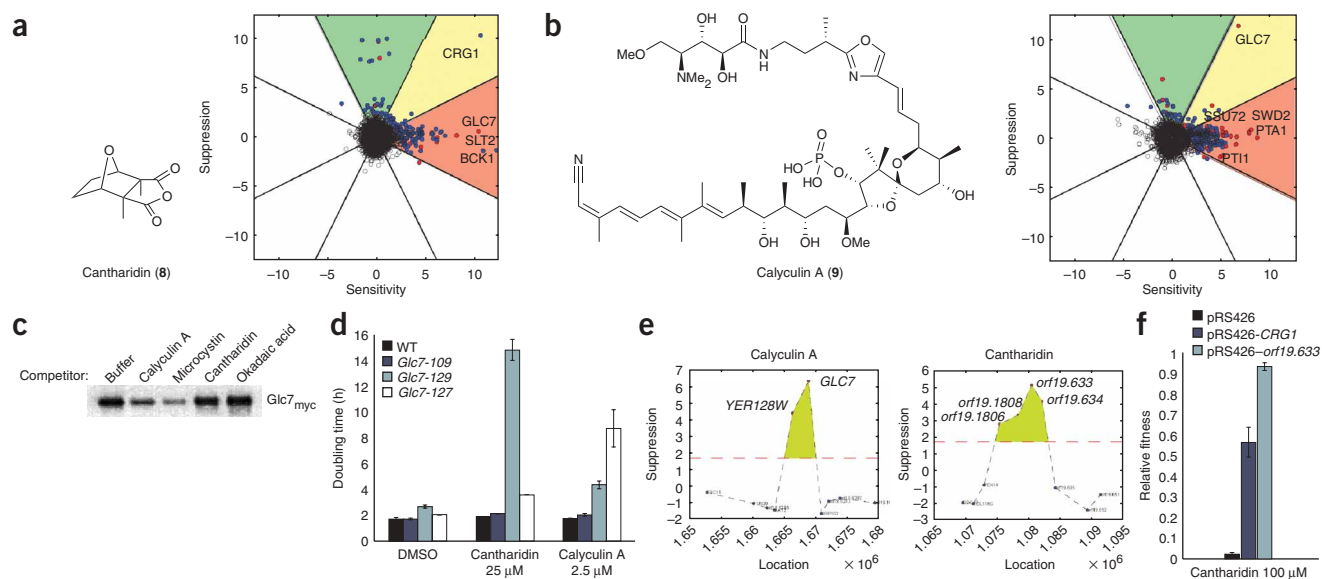 a
Suppression
10
5
0
−5
−10
CRG1
GLC7
SLT2
BCK1
−10
−5
0
5
10
Sensitivity
O
O
O
O
Cantharidin (8)
b
OH
O
MeO
NMe2
OH
N
H
O
N
N
O
HO
P
O
HO
O
O
OH
OH
OH
MeO
Calyculin A (9)
Suppression
10
5
0
−5
−10
GLC7
SSU72
SWD2
PTA1
PTI1
−10
−5
0
5
10
Sensitivity
c
Competitor:
Buffer
Calyculin A
Microcystin
Cantharidin
Okadaic acid
Glc7myc
d
Doubling time (h)
16
14
12
10
8
6
4
2
0
WT
Glc7-109
Glc7-129
Glc7-127
DMSO
Cantharidin
25 μM
Calyculin A
2.5 μM
e
Calyculin A
Suppression
7
6
5
4
3
2
1
0
−1
−2
GLC7
YER128W
1.65
1.655
1.66
1.665
1.67
1.675
1.68
Location
× 10⁶
Cantharidin
Suppression
6
5
4
3
2
1
0
−1
−2
−3
orf19.633
orf19.1808
orf19.634
orf19.1806
1.065
1.07
1.075
1.08
1.085
1.09
1.095
Location
× 10⁶
f
pRS426
pRS426-CRG1
pRS426–orf19.633
Relative fitness
1
0.9
0.8
0.7
0.6
0.5
0.4
0.3
0.2
0.1
0
Cantharidin 100 μM